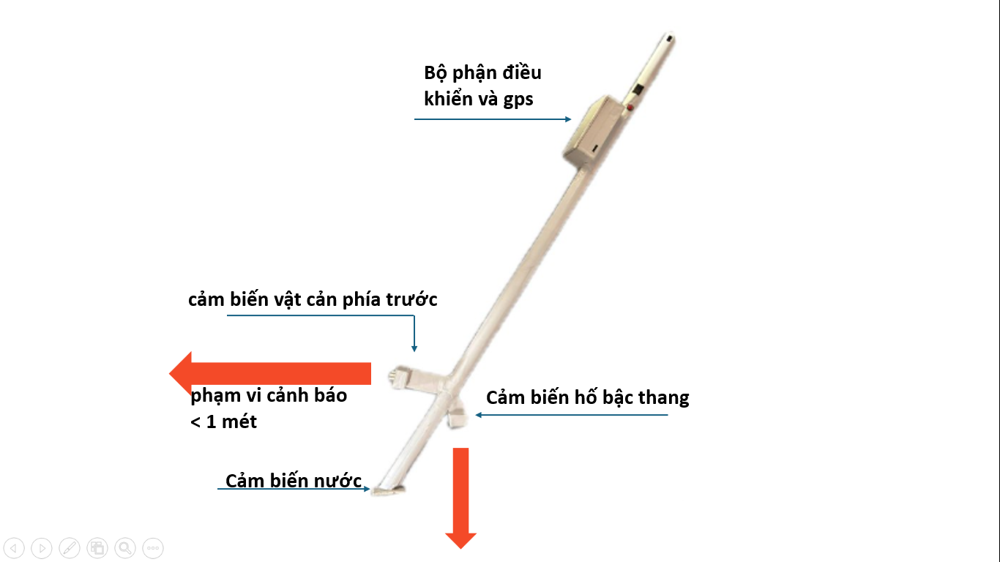 Bộ phận điều
khiển và gps
cảm biến vật cản phía trước
phạm vi cảnh báo
< 1 mét
Cảm biến hố bậc thang
Cảm biến nước